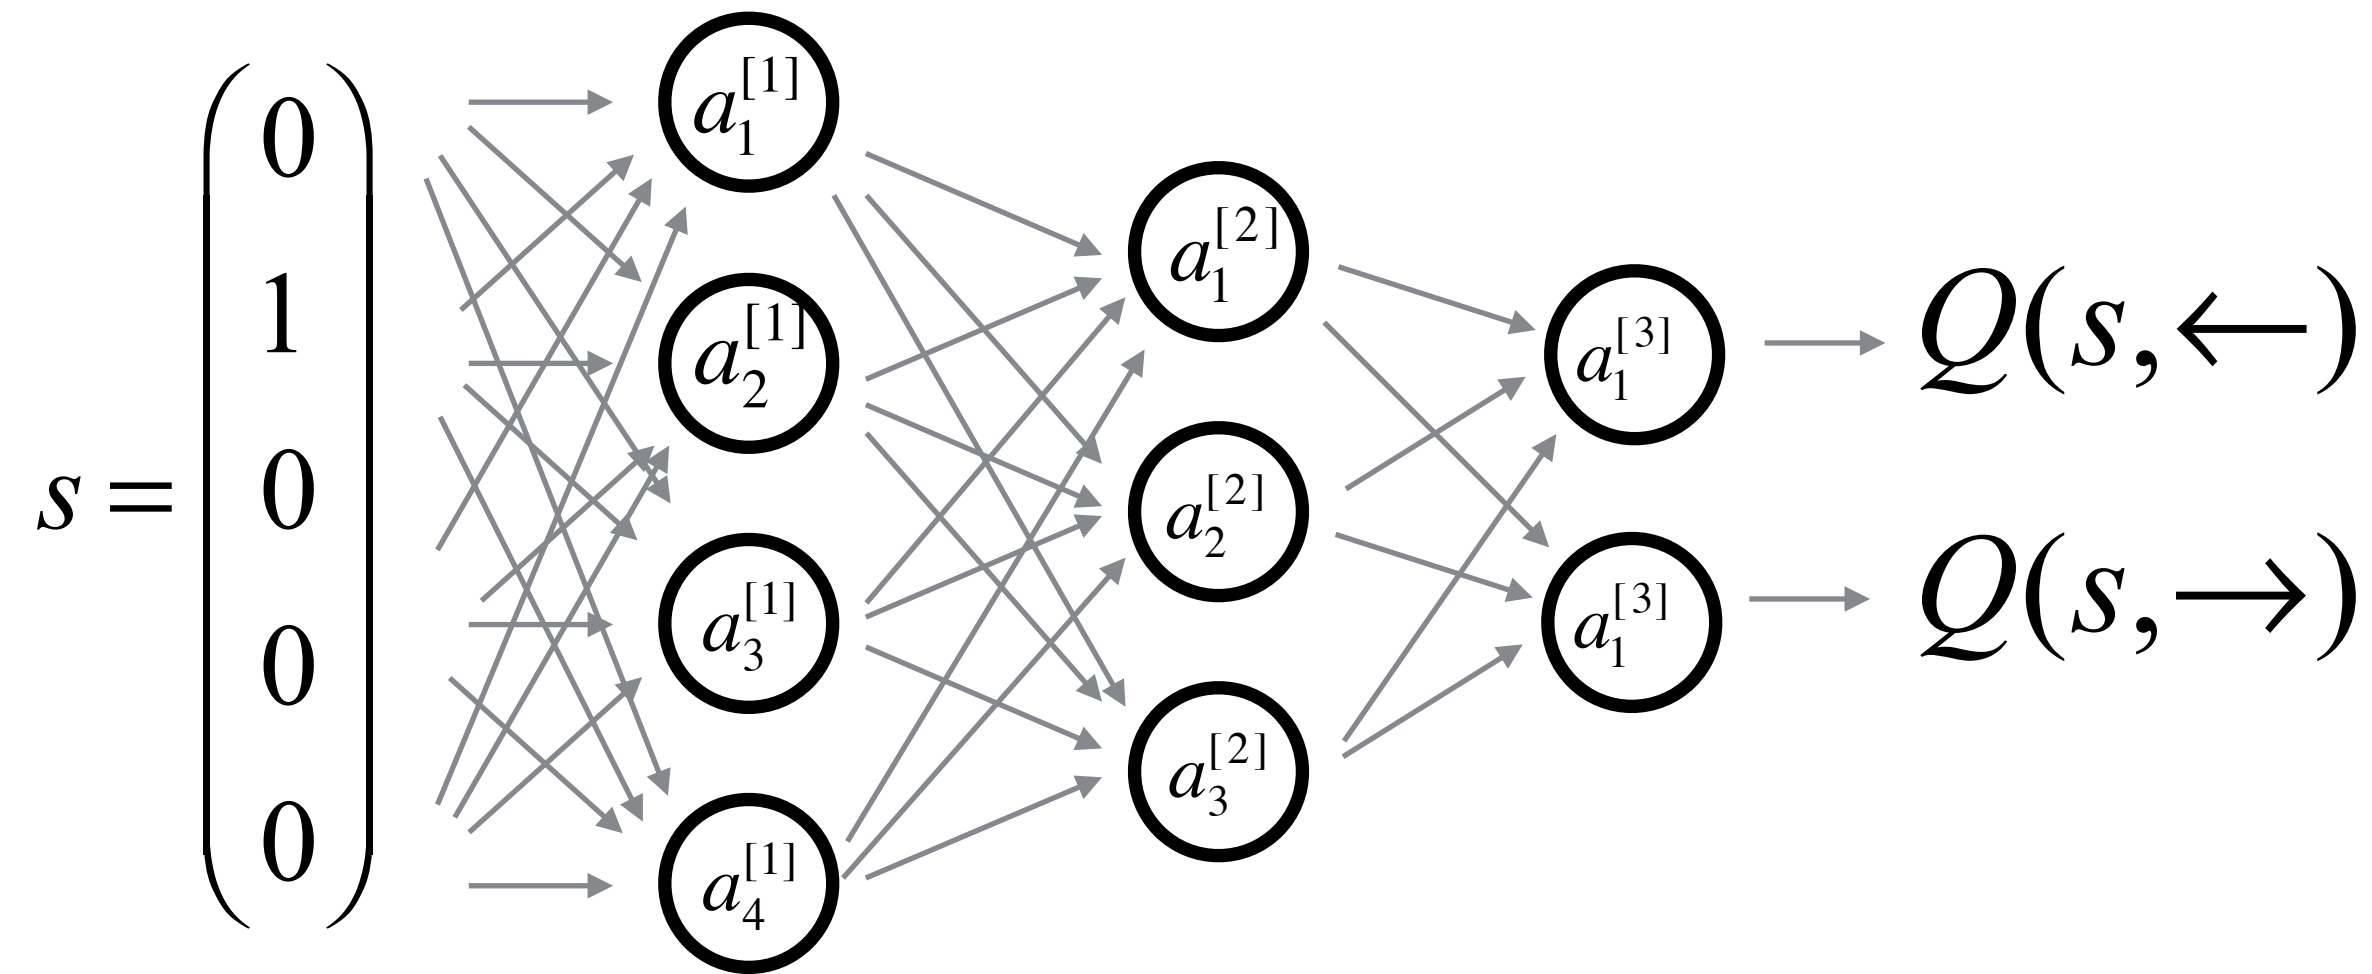 s = (0 1 0 0 0)
a_1^{[1]}
a_2^{[1]}
a_3^{[1]}
a_4^{[1]}
a_1^{[2]}
a_2^{[2]}
a_3^{[2]}
a_1^{[3]}
a_1^{[3]}
Q(s,←)
Q(s,→)